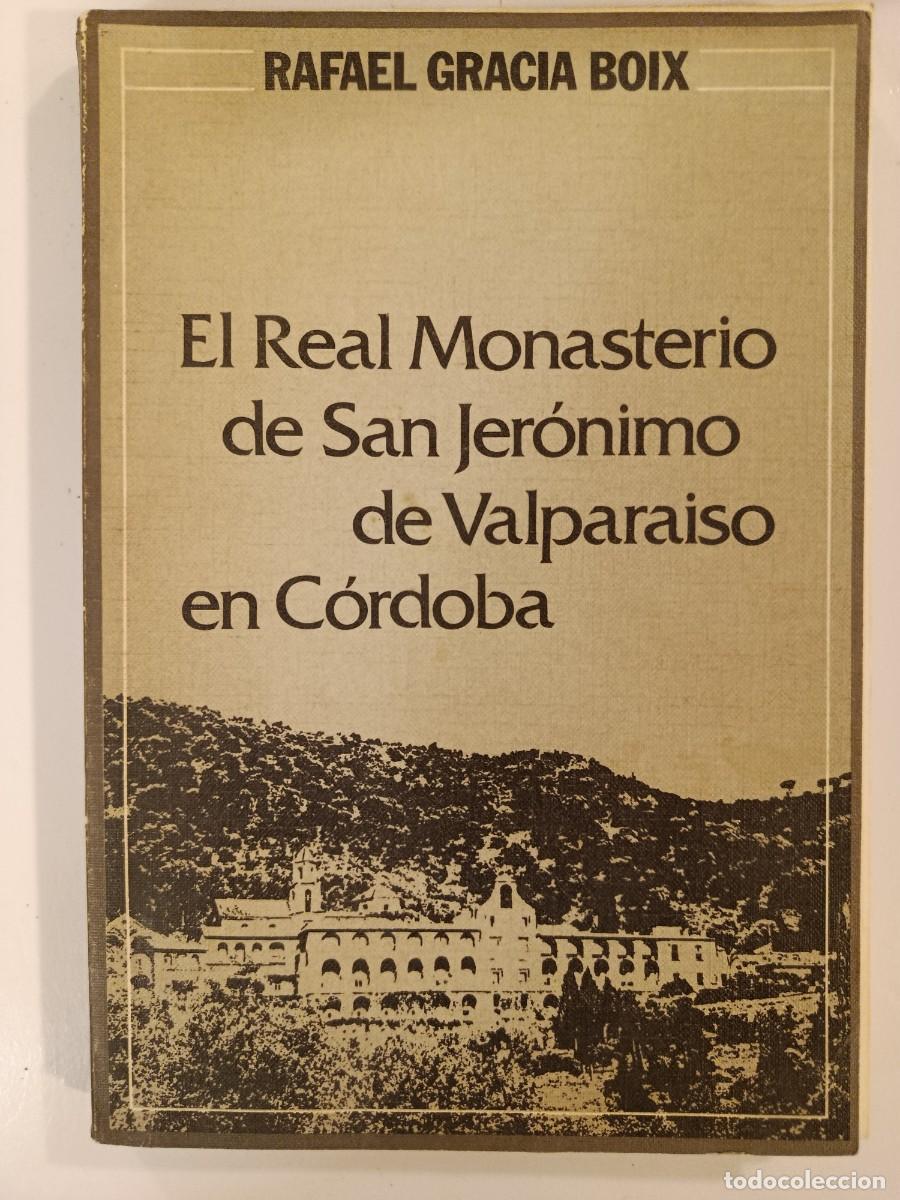 RAFAEL GRACIA BOIX
El Real Monasterio
de San Jerónimo
de Valparaiso
en Córdoba
todocoleccion